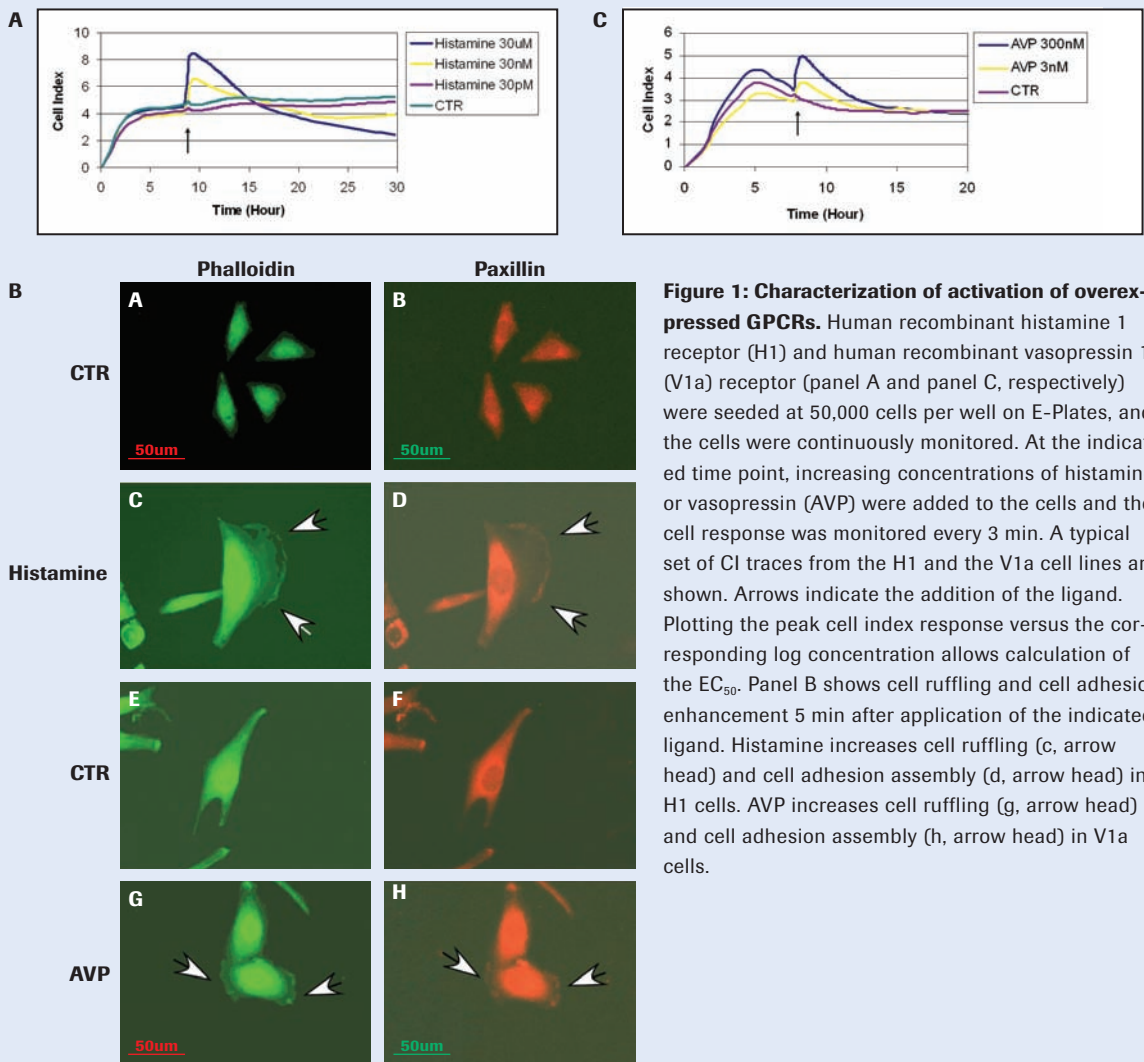 A
10
8
6
4
2
0
Cell Index
0 5 10 15 20 25 30
Time (Hour)
Histamine 30uM
Histamine 30nM
Histamine 30pM
CTR
C
6
5
4
3
2
1
0
Cell Index
0 5 10 15 20
Time (Hour)
AVP 300nM
AVP 3nM
CTR
B
Phalloidin Paxillin
CTR
A
50um
B
50um
Histamine
C
D
CTR
E
F
AVP
G
50um
H
50um
Figure 1: Characterization of activation of overex-
pressed GPCRs. Human recombinant histamine 1
receptor (H1) and human recombinant vasopressin 1
(V1a) receptor (panel A and panel C, respectively)
were seeded at 50,000 cells per well on E-Plates, and
the cells were continuously monitored. At the indicat
ed time point, increasing concentrations of histamin
or vasopressin (AVP) were added to the cells and the
cell response was monitored every 3 min. A typical
set of CI traces from the H1 and the V1a cell lines ar
shown. Arrows indicate the addition of the ligand.
Plotting the peak cell index response versus the cor-
responding log concentration allows calculation of
the EC50. Panel B shows cell ruffling and cell adhesio
enhancement 5 min after application of the indicated
ligand. Histamine increases cell ruffling (c, arrow
head) and cell adhesion assembly (d, arrow head) in
H1 cells. AVP increases cell ruffling (g, arrow head)
and cell adhesion assembly (h, arrow head) in V1a
cells.